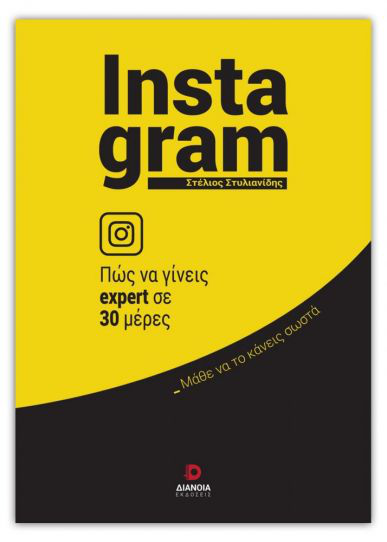 Insta
gram
Στέλιος Στυλιανίδης
Πώς να γίνεις
expert σε
30 μέρες
_ Μάθε να το κάνεις σωστά
ΔΙΑΝΟΙΑ
ΕΚΔΟΣΕΙΣ